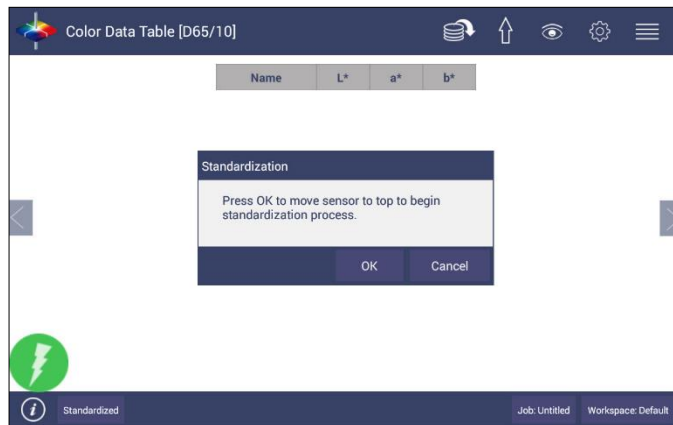 Color Data Table [D65/10]
Name L* a* b*
Standardization
Press OK to move sensor to top to begin
standardization process.
OK Cancel
i Standardized Job: Untitled Workspace: Default